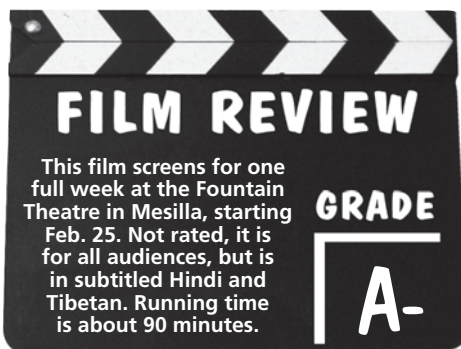 FILM REVIEW
This film screens for one
full week at the Fountain
Theatre in Mesilla, starting
Feb. 25. Not rated, it is
for all audiences, but is
in subtitled Hindi and
Tibetan. Running time
is about 90 minutes.
GRADE
A-